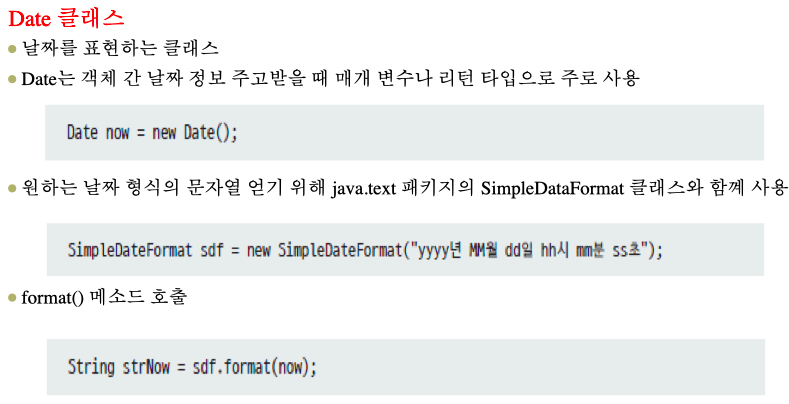 Date 클래스
날짜를 표현하는 클래스
Date는 객체 간 날짜 정보 주고받을 때 매개 변수나 리턴 타입으로 주로 사용
Date now = new Date();
원하는 날짜 형식의 문자열 얻기 위해 java.text 패키지의 SimpleDataFormat 클래스와 함꼐 사용
SimpleDateFormat sdf = new SimpleDateFormat("yyyy년 MM월 dd일 hh시 mm분 ss초");
format() 메소드 호출
String strNow = sdf.format(now);